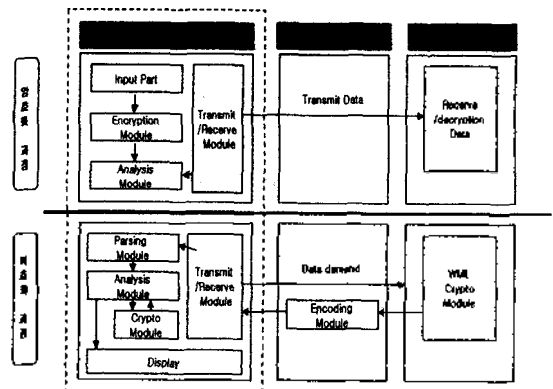 Input Part
Encryption
Module
Analysis
Module
Transmit
/Receive
Module
Transmit Data
Receive
/decryption
Data
Parsing
Module
Analysis
Module
Crypto
Module
Display
Transmit
/Receive
Module
Data demand
Encoding
Module
WML
Crypto
Module